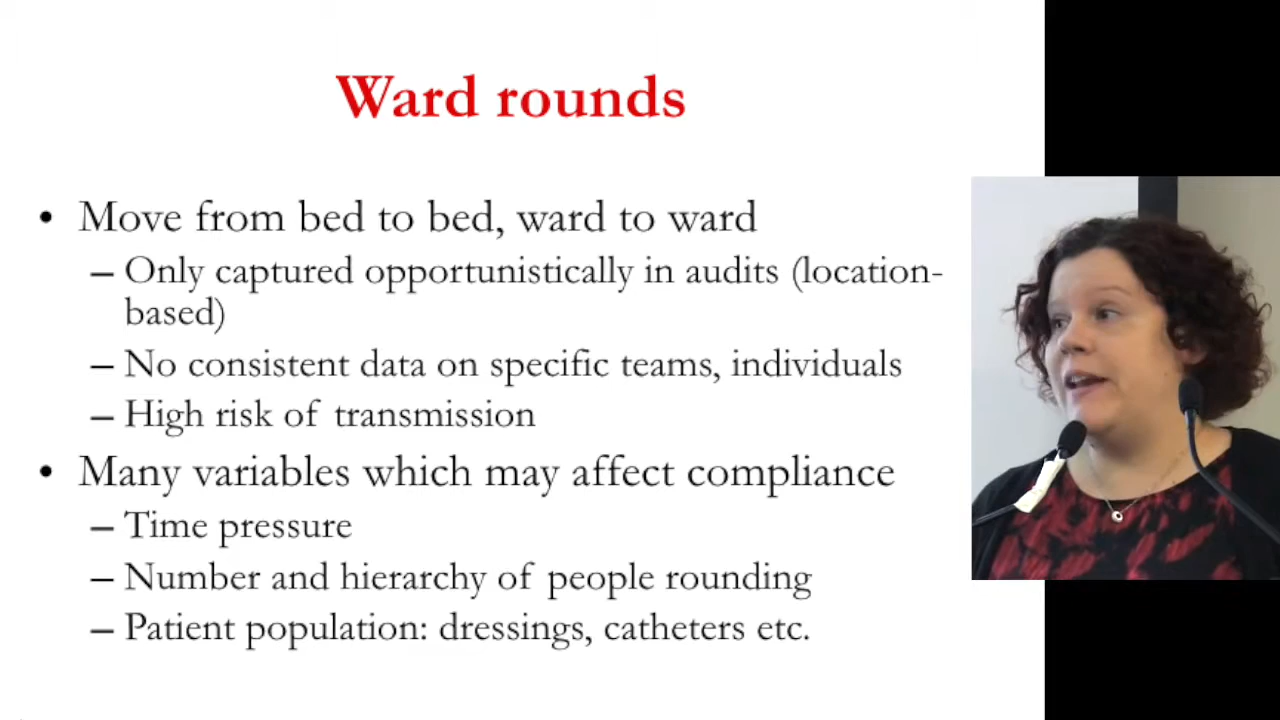 Ward rounds
• Move from bed to bed, ward to ward
– Only captured opportunistically in audits (location-
based)
– No consistent data on specific teams, individuals
– High risk of transmission
• Many variables which may affect compliance
– Time pressure
– Number and hierarchy of people rounding
– Patient population: dressings, catheters etc.